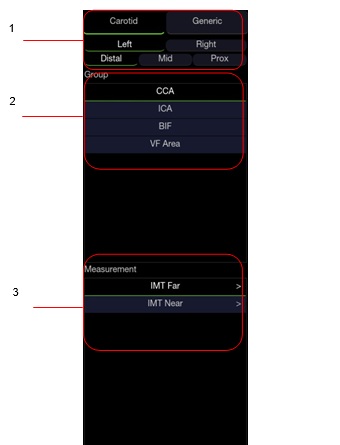 1
Carotid Generic
Left Right
Distal Mid Prox
Group
2
CCA
ICA
BIF
VF Area
Measurement
IMT Far >
3
IMT Near >